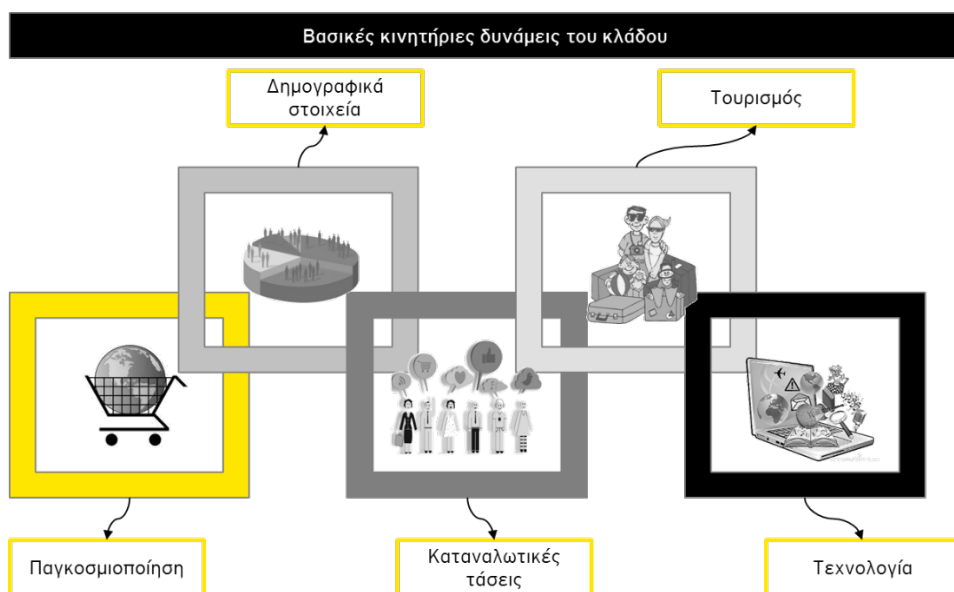 Βασικές κινητήριες δυνάμεις του κλάδου
Δημογραφικά
στοιχεία
Τουρισμός
Παγκοσμιοποίηση
Καταναλωτικές
τάσεις
Τεχνολογία